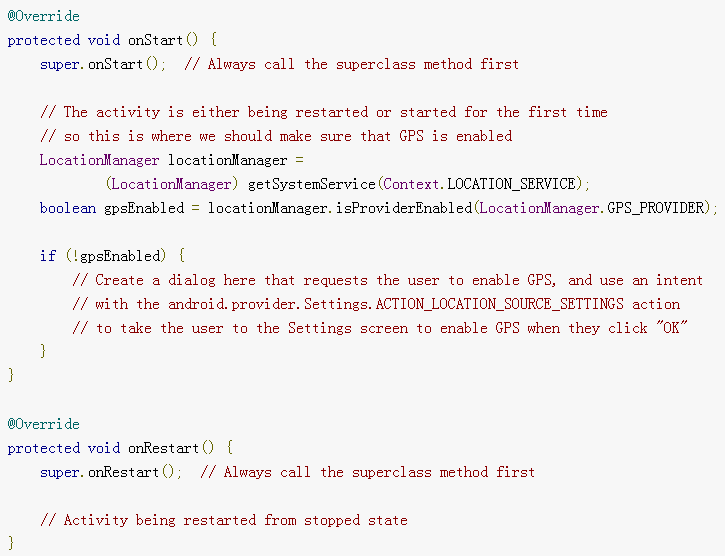 @Override
protected void onStart() {
    super.onStart();  // Always call the superclass method first

    // The activity is either being restarted or started for the first time
    // so this is where we should make sure that GPS is enabled
    LocationManager locationManager =
            (LocationManager) getSystemService(Context.LOCATION_SERVICE);
    boolean gpsEnabled = locationManager.isProviderEnabled(LocationManager.GPS_PROVIDER);

    if (!gpsEnabled) {
        // Create a dialog here that requests the user to enable GPS, and use an intent
        // with the android.provider.Settings.ACTION_LOCATION_SOURCE_SETTINGS action
        // to take the user to the Settings screen to enable GPS when they click "OK"
    }
}

@Override
protected void onRestart() {
    super.onRestart();  // Always call the superclass method first

    // Activity being restarted from stopped state
}